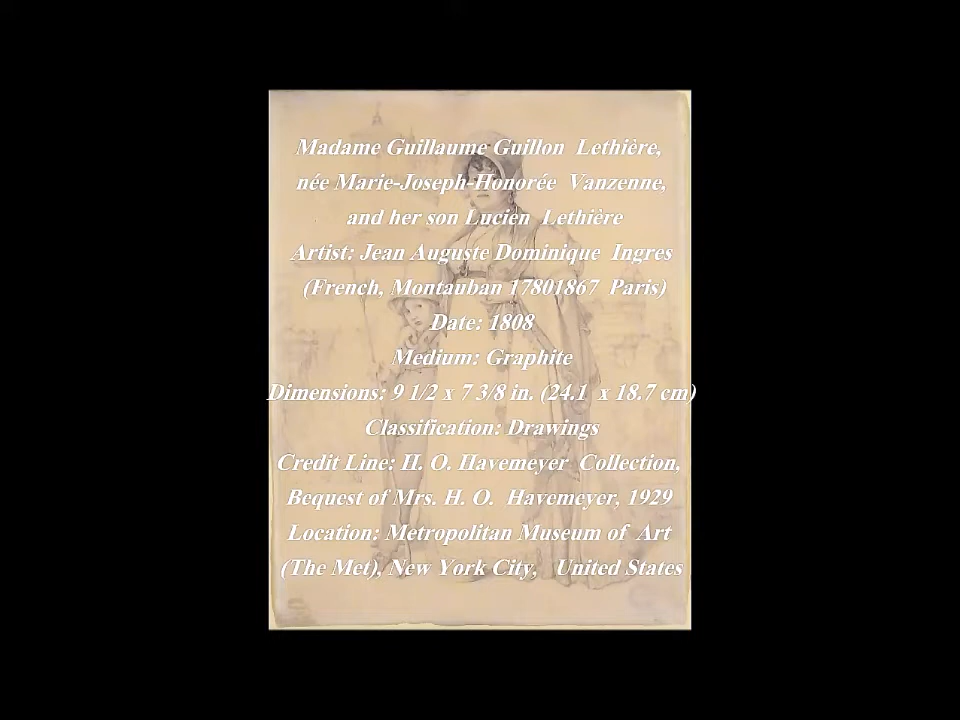 Madame Guillaume Guillon Lethière,
née Marie-Joseph-Honorée Vanzenne,
and her son Lucien Lethière
Artist: Jean Auguste Dominique Ingres
(French, Montauban 17801867 Paris)
Date: 1808
Medium: Graphite
Dimensions: 9 1/2 x 7 3/8 in. (24.1 x 18.7 cm)
Classification: Drawings
Credit Line: H. O. Havemeyer Collection,
Bequest of Mrs. H. O. Havemeyer, 1929
Location: Metropolitan Museum of Art
(The Met), New York City, United States